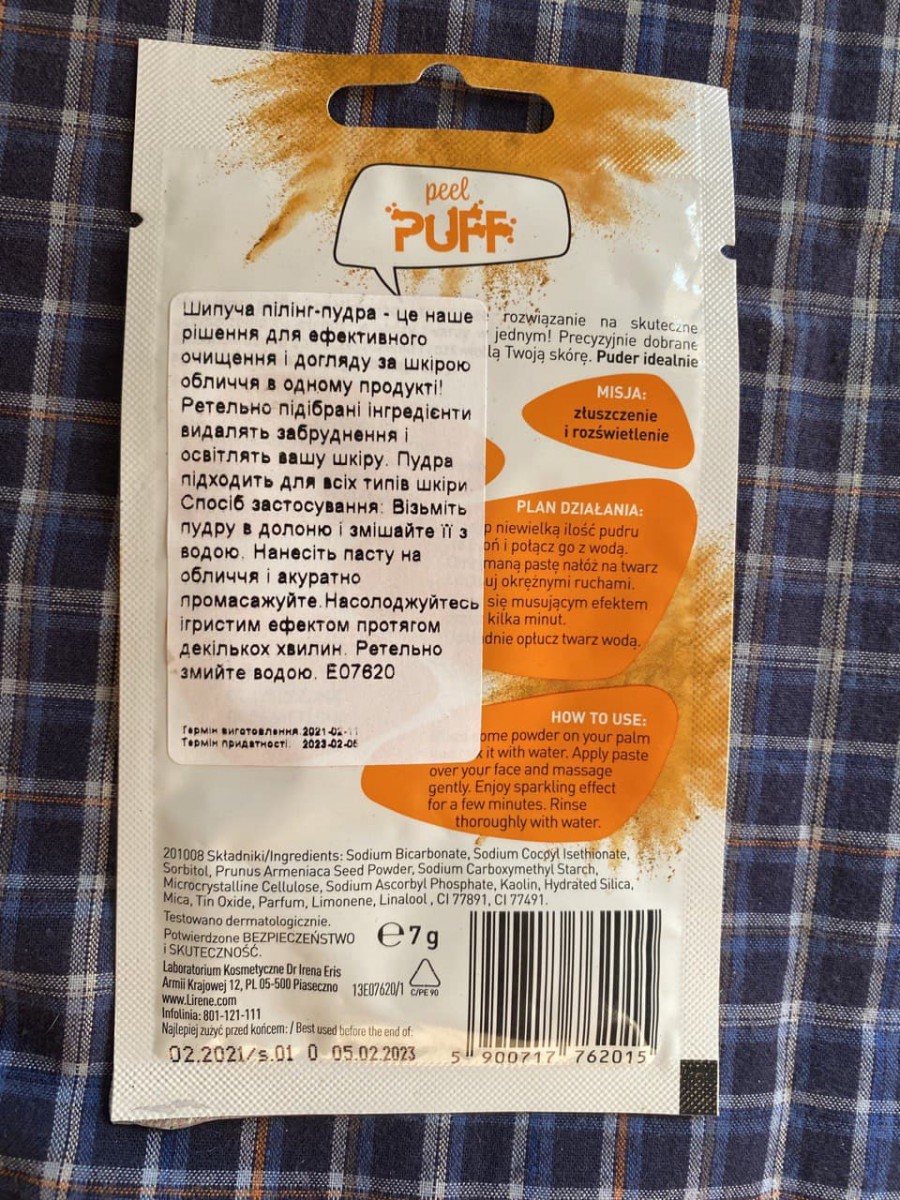 peel
PUFF
Шипуча пілінг-пудра - це наше
рішення для ефективного
очищення і догляду за шкірою
обличчя в одному продукті!
Ретельно підібрані інгредієнти
видалять забруднення і
освітлять вашу шкіру. Пудра
підходить для всіх типів шкіри
Спосіб застосування: Візьміть
пудру в долоню і змішайте її з
водою. Нанесіть пасту на
обличчя і акуратно
промасажуйте.Насолоджуйтесь
ігристим ефектом протягом
декількох хвилин. Ретельно
змийте водою. E07620
Термін виготовлення 2021-02-11
Термін придатності: 2023-02-05
rozwiązanie na skuteczne
jednym! Precyzyjnie dobrane
Twoją skórę. Puder idealnie
MISJA:
złuszczenie
i rozświetlenie
PLAN DZIAŁANIA:
niewielką ilość pudru
i połącz go z wodą.
pastę nałóż na twarz
okrężnymi ruchami.
się musującym efektem
kilka minut.
opłucz twarz wodą.
HOW TO USE:
powder on your palm
it with water. Apply paste
over your face and massage
gently. Enjoy sparkling effect
for a few minutes. Rinse
thoroughly with water.
201008 Składniki/Ingredients: Sodium Bicarbonate, Sodium Cocoyl Isethionate,
Sorbitol, Prunus Armeniaca Seed Powder, Sodium Carboxymethyl Starch,
Microcrystalline Cellulose, Sodium Ascorbyl Phosphate, Kaolin, Hydrated Silica,
Mica, Tin Oxide, Parfum, Limonene, Linalool , CI 77891, CI 77491.
Testowano dermatologicznie.
Potwierdzone BEZPIECZEŃSTWO
i SKUTECZNOŚĆ.
℮7 g
Laboratorium Kosmetyczne Dr Irena Eris
Armii Krajowej 12, PL 05-500 Piaseczno
13E07620/1
C/PE 90
www.Lirene.com
Infolinia: 801-121-111
Najlepiej zużyć przed końcem: / Best used before the end of:
02.2021/s.01 0 05.02.2023
5 900717 762015